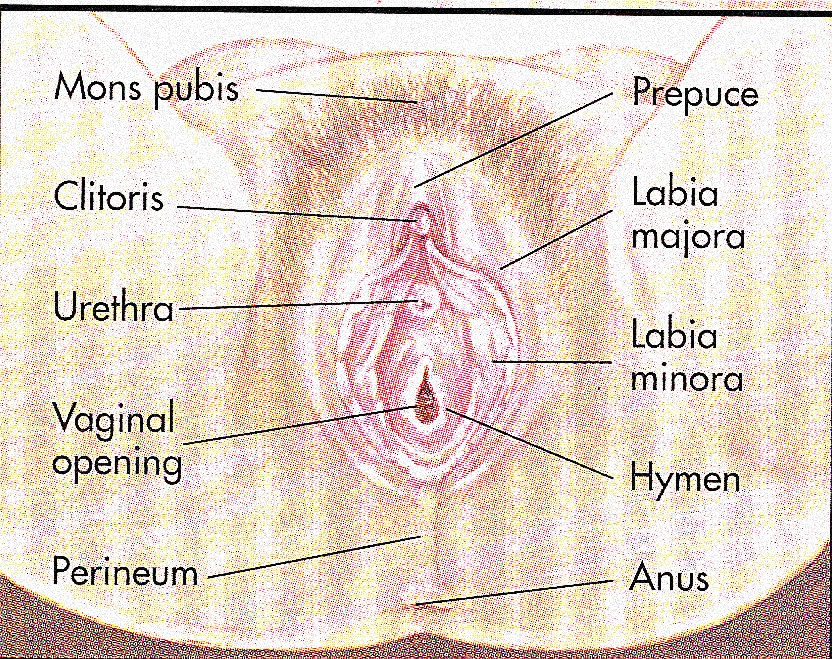 Mons pubis
Clitoris
Urethra
Vaginal
opening
Perineum
Prepuce
Labia
majora
Labia
minora
Hymen
Anus